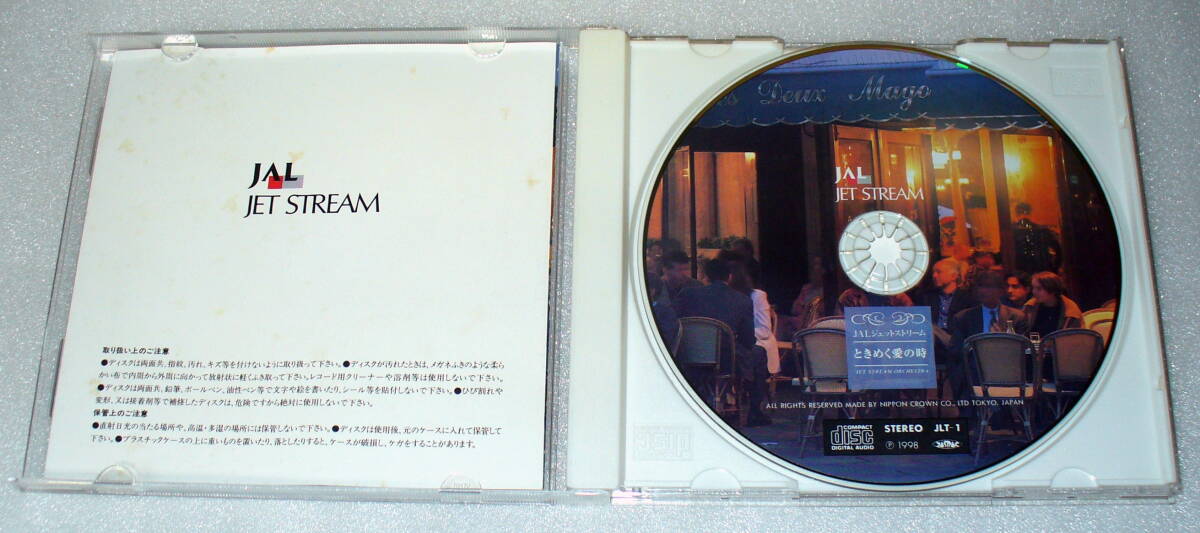 JAL
JET STREAM
取り扱い上のご注意
●ディスクは両面共、指紋、汚れ、キズ等を付けないように取り扱って下さい。●ディスクが汚れたときは、メガネふきのような柔ら
かい布で内周から外周に向かって放射状に軽くふき取って下さい。レコード用クリーナーや溶剤等は使用しないで下さい。
●ディスクは両面共、鉛筆、ボールペン、油性ペン等で文字や絵を書いたり、シール等を貼付しないで下さい。●ひび割れや
変形、又は接着剤等で補修したディスクは、危険ですから絶対に使用しないで下さい。
保管上のご注意
●直射日光の当たる場所や、高温・多湿の場所には保管しないで下さい。●ディスクは使用後、元のケースに入れて保管して
下さい。●プラスチックケースの上に重いものを置いたり、落としたりすると、ケースが破損し、ケガをすることがあります。
es Deux Mago
JAL
JET STREAM
JALジェットストリーム
ときめく愛の時
JET STREAM ORCHESTRA
ALL RIGHTS RESERVED MADE BY NIPPON CROWN CO., LTD TOKYO, JAPAN
COMPACT
disc
DIGITAL AUDIO
STEREO JLT-1
Ⓟ 1998
JASRAC